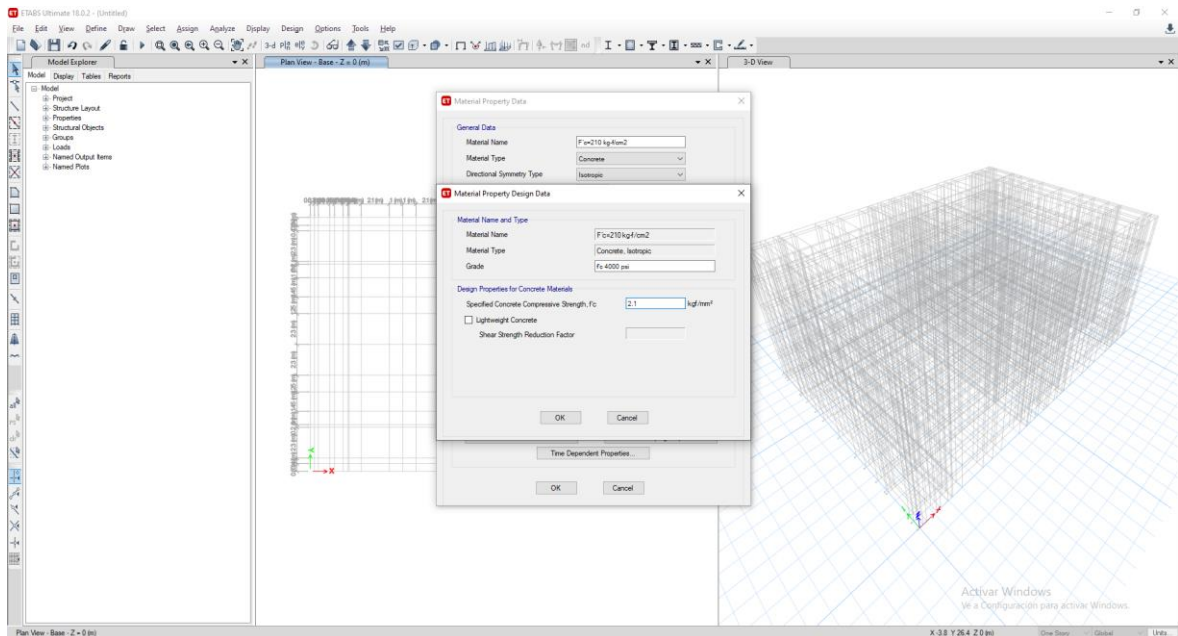 ETABS Ultimate 18.0.2 - (Untitled)
File Edit View Define Draw Select Assign Analyze Display Design Options Tools Help
Model Explorer
Plan View - Base - Z = 0 (m)
3-D View
Model Display Tables Reports
Model
Project
Structure Layout
Properties
Structural Objects
Groups
Loads
Named Output Items
Named Plots
Material Property Data
General Data
Material Name F'c=210 kg-f/cm2
Material Type Concrete
Directional Symmetry Type Isotropic
Material Property Design Data
Material Name and Type
Material Name F'c=210 kg-f/cm2
Material Type Concrete, Isotropic
Grade f'c 4000 psi
Design Properties for Concrete Materials
Specified Concrete Compressive Strength, f'c 2.1 kgf/mm²
Lightweight Concrete
Shear Strength Reduction Factor
OK Cancel
Time Dependent Properties...
OK Cancel
X
X
Activar Windows
Ve a Configuración para activar Windows.
Plan View - Base - Z = 0 (m)
X -3.8 Y 26.4 Z 0 (m) One Story Global Units...